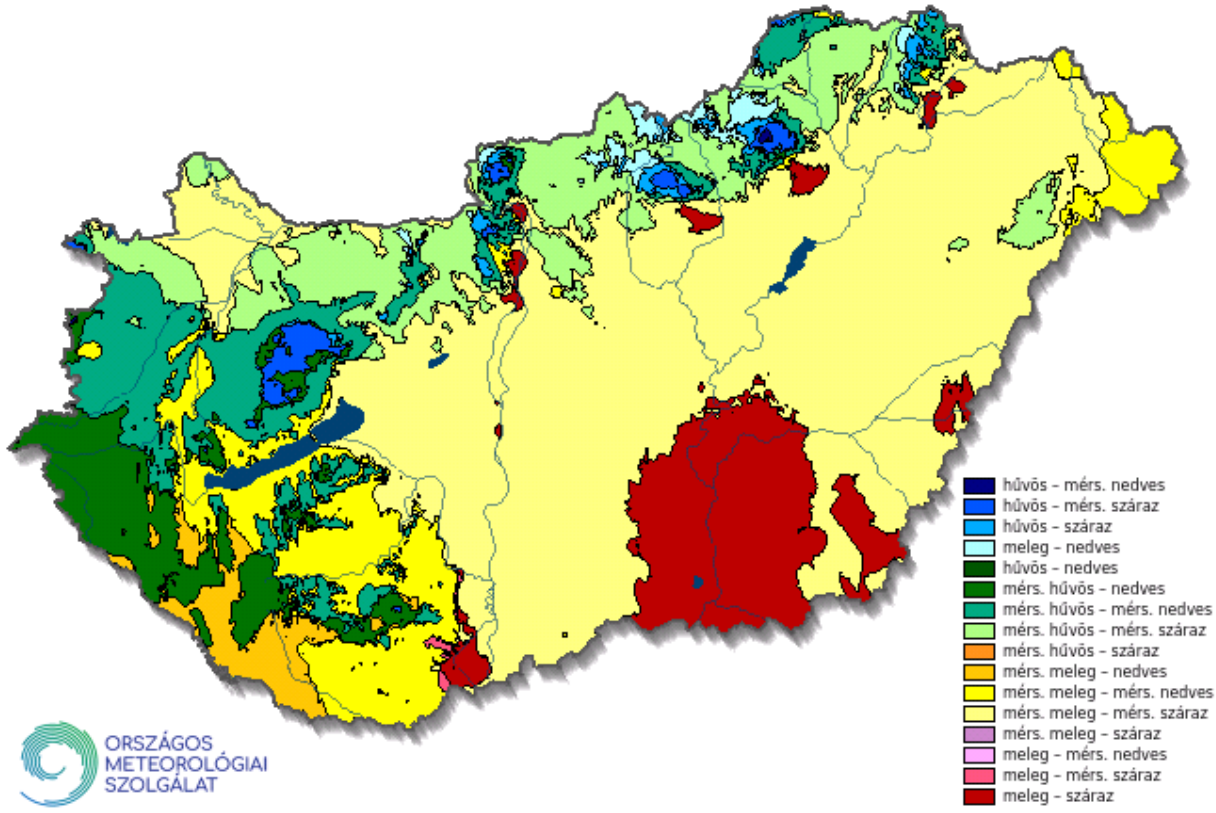 hűvös – mérs. nedves
hűvös – mérs. száraz
hűvös – száraz
meleg – nedves
hűvös – nedves
mérs. hűvös – nedves
mérs. hűvös – mérs. nedves
mérs. hűvös – mérs. száraz
mérs. hűvös – száraz
mérs. meleg – nedves
mérs. meleg – mérs. nedves
mérs. meleg – mérs. száraz
mérs. meleg – száraz
meleg – mérs. nedves
meleg – mérs. száraz
meleg – száraz
ORSZÁGOS
METEOROLÓGIAI
SZOLGÁLAT